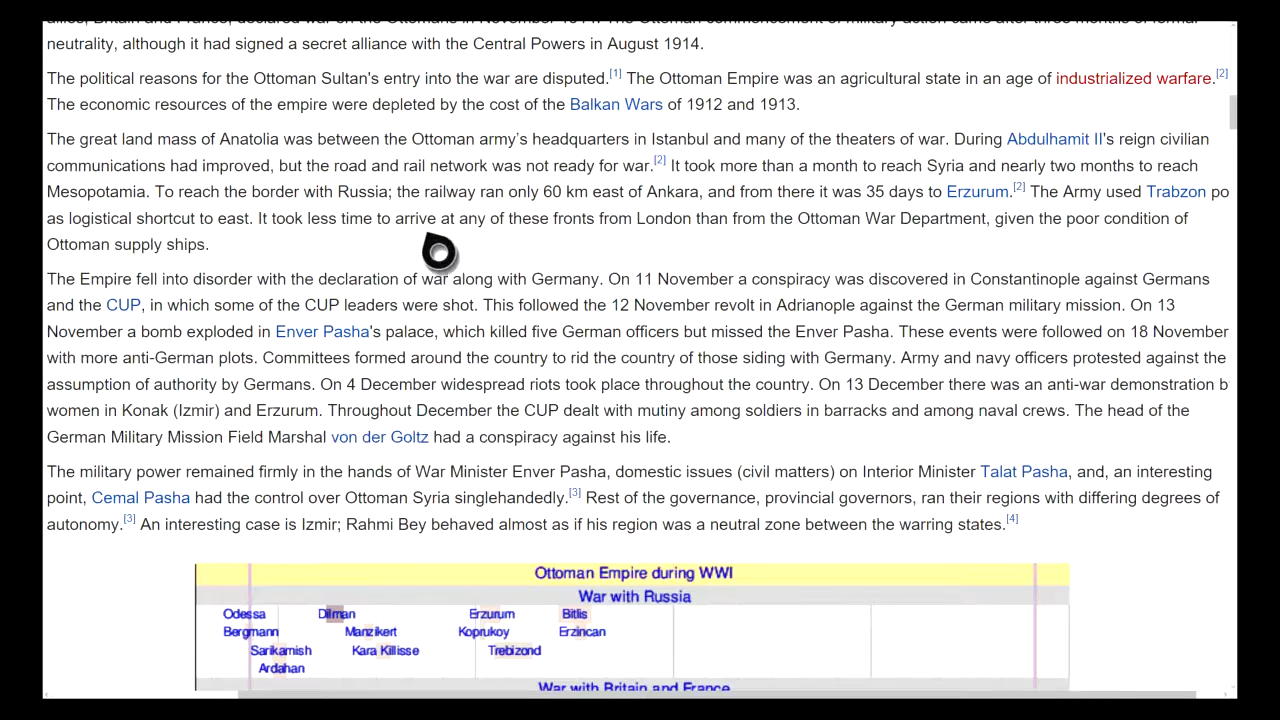 neutrality, although it had signed a secret alliance with the Central Powers in August 1914.
The political reasons for the Ottoman Sultan's entry into the war are disputed.[1] The Ottoman Empire was an agricultural state in an age of industrialized warfare.[2]
The economic resources of the empire were depleted by the cost of the Balkan Wars of 1912 and 1913.
The great land mass of Anatolia was between the Ottoman army's headquarters in Istanbul and many of the theaters of war. During Abdulhamit II's reign civilian
communications had improved, but the road and rail network was not ready for war.[2] It took more than a month to reach Syria and nearly two months to reach
Mesopotamia. To reach the border with Russia; the railway ran only 60 km east of Ankara, and from there it was 35 days to Erzurum.[2] The Army used Trabzon po
as logistical shortcut to east. It took less time to arrive at any of these fronts from London than from the Ottoman War Department, given the poor condition of
Ottoman supply ships.
The Empire fell into disorder with the declaration of war along with Germany. On 11 November a conspiracy was discovered in Constantinople against Germans
and the CUP, in which some of the CUP leaders were shot. This followed the 12 November revolt in Adrianople against the German military mission. On 13
November a bomb exploded in Enver Pasha's palace, which killed five German officers but missed the Enver Pasha. These events were followed on 18 November
with more anti-German plots. Committees formed around the country to rid the country of those siding with Germany. Army and navy officers protested against the
assumption of authority by Germans. On 4 December widespread riots took place throughout the country. On 13 December there was an anti-war demonstration b
women in Konak (Izmir) and Erzurum. Throughout December the CUP dealt with mutiny among soldiers in barracks and among naval crews. The head of the
German Military Mission Field Marshal von der Goltz had a conspiracy against his life.
The military power remained firmly in the hands of War Minister Enver Pasha, domestic issues (civil matters) on Interior Minister Talat Pasha, and, an interesting
point, Cemal Pasha had the control over Ottoman Syria singlehandedly.[3] Rest of the governance, provincial governors, ran their regions with differing degrees of
autonomy.[3] An interesting case is Izmir; Rahmi Bey behaved almost as if his region was a neutral zone between the warring states.[4]
Ottoman Empire during WWI
War with Russia
Odessa Dilman Erzurum Bitlis
Bergmann Manzikert Koprukoy Erzincan
Sarikamish Kara Killisse Trebizond
Ardahan
War with Britain and France